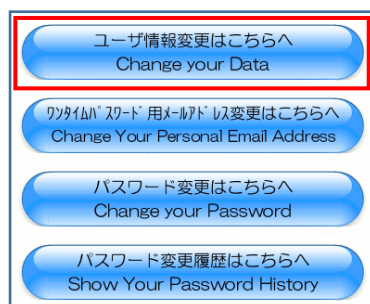 ユーザ情報変更はこちらへ
Change your Data
ﾜﾝﾀｲﾑﾊﾟｽﾜｰﾄﾞ用ﾒｰﾙｱﾄﾞﾚｽ変更はこちらへ
Change Your Personal Email Address
パスワード変更はこちらへ
Change your Password
パスワード変更履歴はこちらへ
Show Your Password History